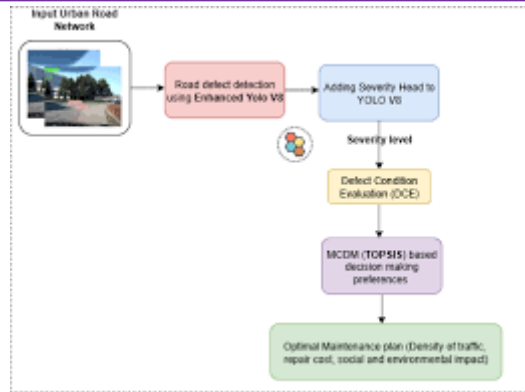 Input Urban Road
Network
Road defect detection
using Enhanced Yolo V8
Adding Severity Head to
YOLO V8
Severity level
Defect Condition
Evaluation (DCE)
MCDM (TOPSIS) based
decision making
preferences
Optimal Maintenance plan (Density of traffic,
repair cost, social and environmental impact)